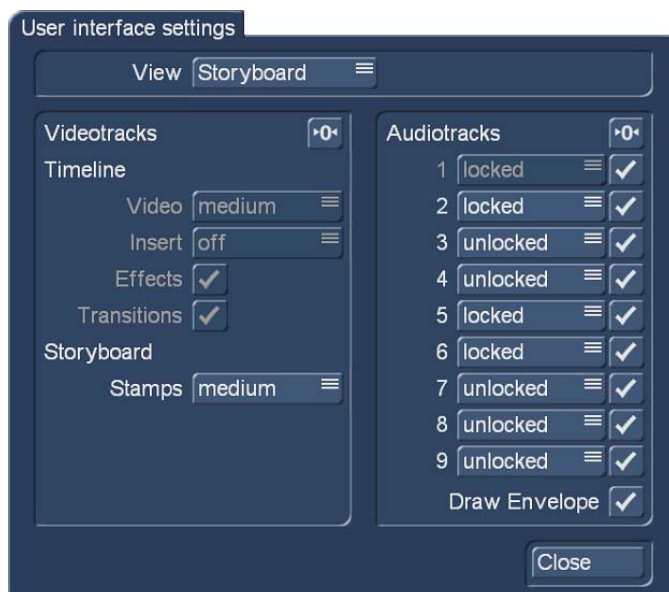 User interface settings
View Storyboard
Videotracks ▸0◂
Timeline
Video medium
Insert off
Effects
Transitions
Storyboard
Stamps medium
Audiotracks ▸0◂
1 locked
2 locked
3 unlocked
4 unlocked
5 locked
6 locked
7 unlocked
8 unlocked
9 unlocked
Draw Envelope
Close